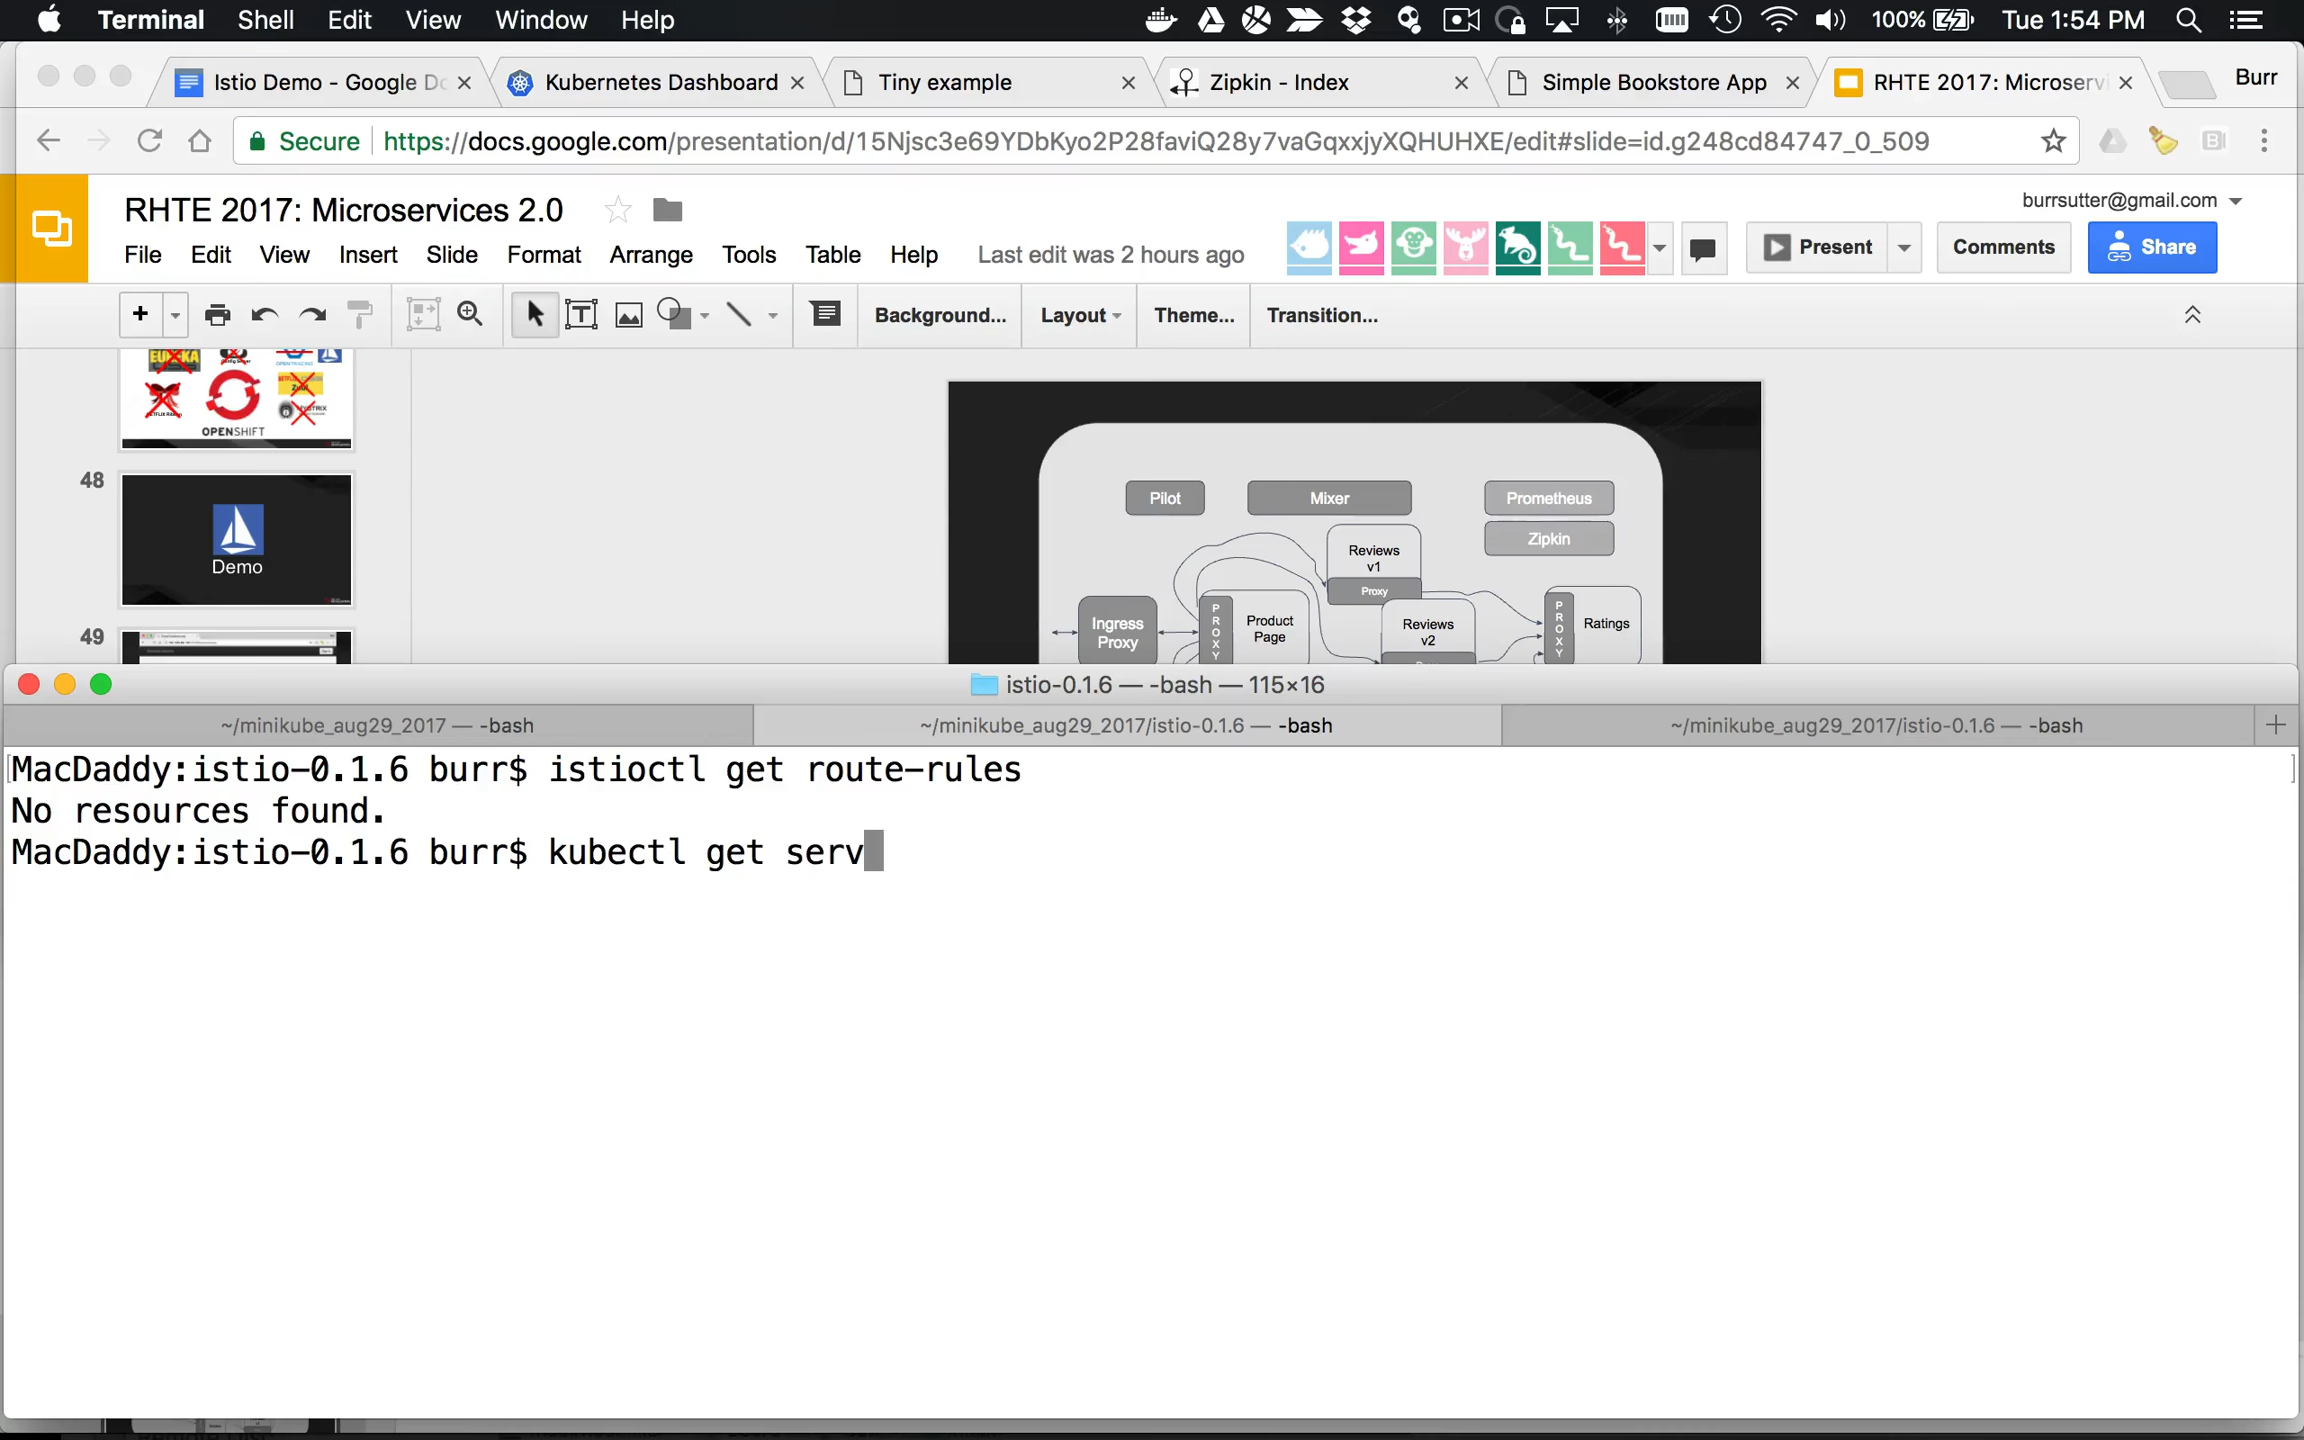 Terminal Shell Edit View Window Help 100% Tue 1:54 PM
Istio Demo - Google Do Kubernetes Dashboard Tiny example Zipkin - Index Simple Bookstore App RHTE 2017: Microservi Burr
Secure https://docs.google.com/presentation/d/15Njsc3e69YDbKyo2P28faviQ28y7vaGqxxjyXQHUHXE/edit#slide=id.g248cd84747_0_509
RHTE 2017: Microservices 2.0
burrsutter@gmail.com
File Edit View Insert Slide Format Arrange Tools Table Help Last edit was 2 hours ago
Present Comments Share
Background... Layout Theme... Transition...
EUREKA
OPENTRACING
OPENSHIFT
48
Demo
49
Pilot
Mixer
Prometheus
Zipkin
Reviews
v1
Proxy
Ingress
Proxy
PROXY
Product
Page
Reviews
v2
PROXY
Ratings
istio-0.1.6 — -bash — 115×16
~/minikube_aug29_2017 — -bash
~/minikube_aug29_2017/istio-0.1.6 — -bash
~/minikube_aug29_2017/istio-0.1.6 — -bash
MacDaddy:istio-0.1.6 burr$ istioctl get route-rules
No resources found.
MacDaddy:istio-0.1.6 burr$ kubectl get serv